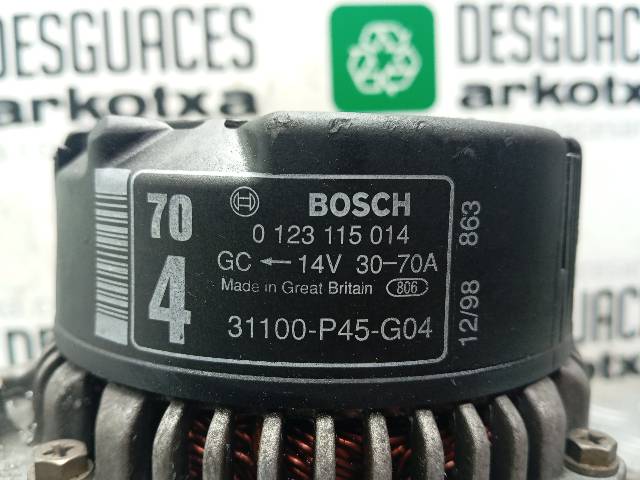 DESGUACES
arkotxa
DESGUACES
arkotxa
70
4
BOSCH
0 123 115 014
GC ← 14V 30-70A
Made in Great Britain 806
31100-P45-G04
12/98 863